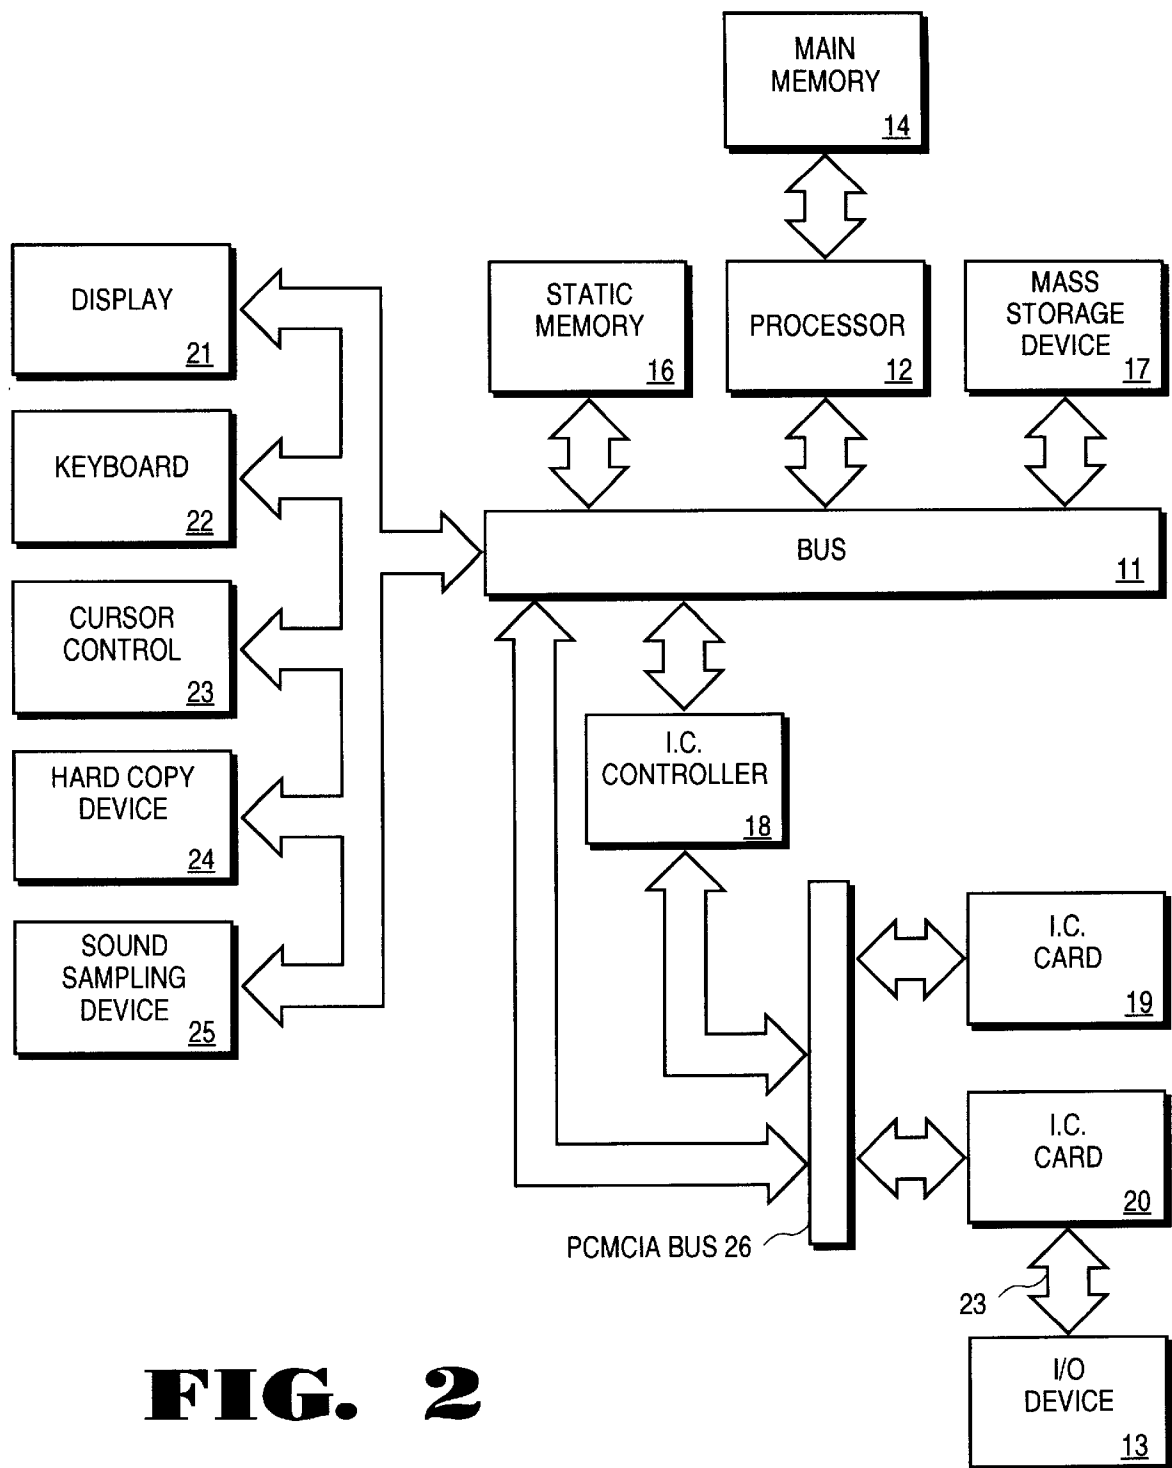 MAIN
MEMORY
14
DISPLAY
21
STATIC
MEMORY
16
PROCESSOR
12
MASS
STORAGE
DEVICE
17
KEYBOARD
22
BUS
11
CURSOR
CONTROL
23
I.C.
CONTROLLER
18
HARD COPY
DEVICE
24
SOUND
SAMPLING
DEVICE
25
I.C.
CARD
19
I.C.
CARD
20
PCMCIA BUS 26
23
I/O
DEVICE
13
FIG. 2